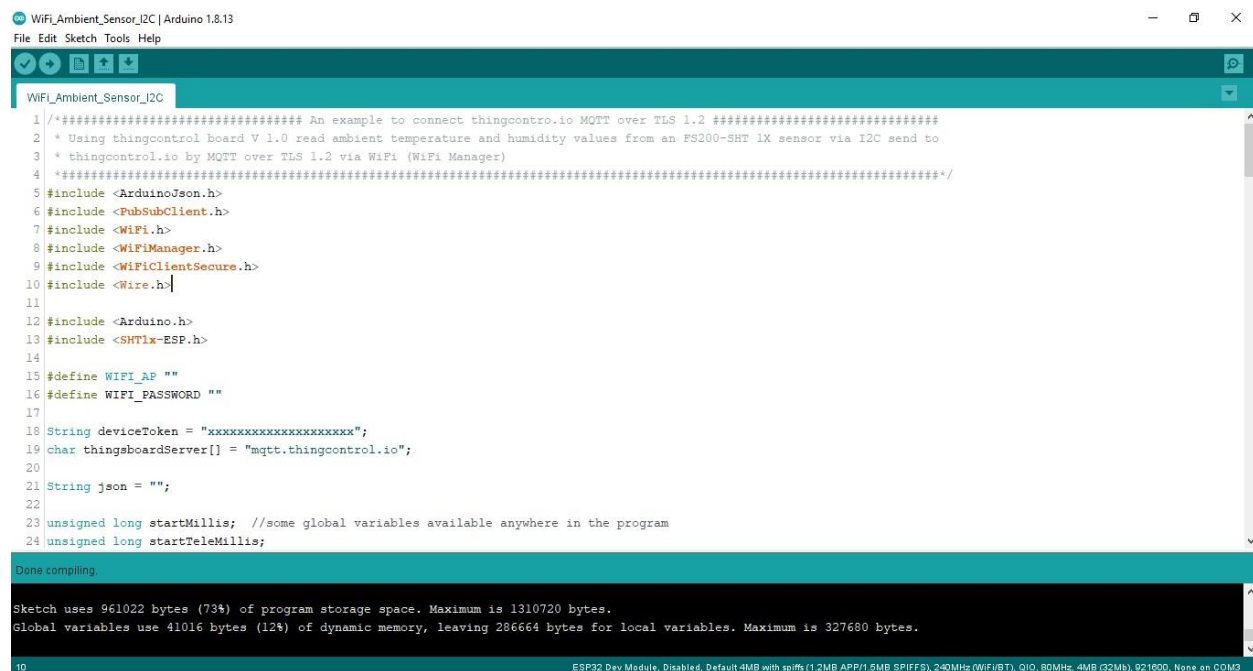 WiFi_Ambient_Sensor_I2C | Arduino 1.8.13
File Edit Sketch Tools Help
WiFi_Ambient_Sensor_I2C
1 /*################################# An example to connect thingcontro.io MQTT over TLS 1.2 ###############################
2 * Using thingcontrol board V 1.0 read ambient temperature and humidity values from an FS200-SHT 1X sensor via I2C send to
3 * thingcontrol.io by MQTT over TLS 1.2 via WiFi (WiFi Manager)
4 *########################################################################################################################*/
5 #include <ArduinoJson.h>
6 #include <PubSubClient.h>
7 #include <WiFi.h>
8 #include <WiFiManager.h>
9 #include <WiFiClientSecure.h>
10 #include <Wire.h>
11
12 #include <Arduino.h>
13 #include <SHT1x-ESP.h>
14
15 #define WIFI_AP ""
16 #define WIFI_PASSWORD ""
17
18 String deviceToken = "xxxxxxxxxxxxxxxxxxxx";
19 char thingsboardServer[] = "mqtt.thingcontrol.io";
20
21 String json = "";
22
23 unsigned long startMillis;  //some global variables available anywhere in the program
24 unsigned long startTeleMillis;
Done compiling.
Sketch uses 961022 bytes (73%) of program storage space. Maximum is 1310720 bytes.
Global variables use 41016 bytes (12%) of dynamic memory, leaving 286664 bytes for local variables. Maximum is 327680 bytes.
10 ESP32 Dev Module, Disabled, Default 4MB with spiffs (1.2MB APP/1.5MB SPIFFS), 240MHz (WiFi/BT), QIO, 80MHz, 4MB (32Mb), 921600, None on COM3